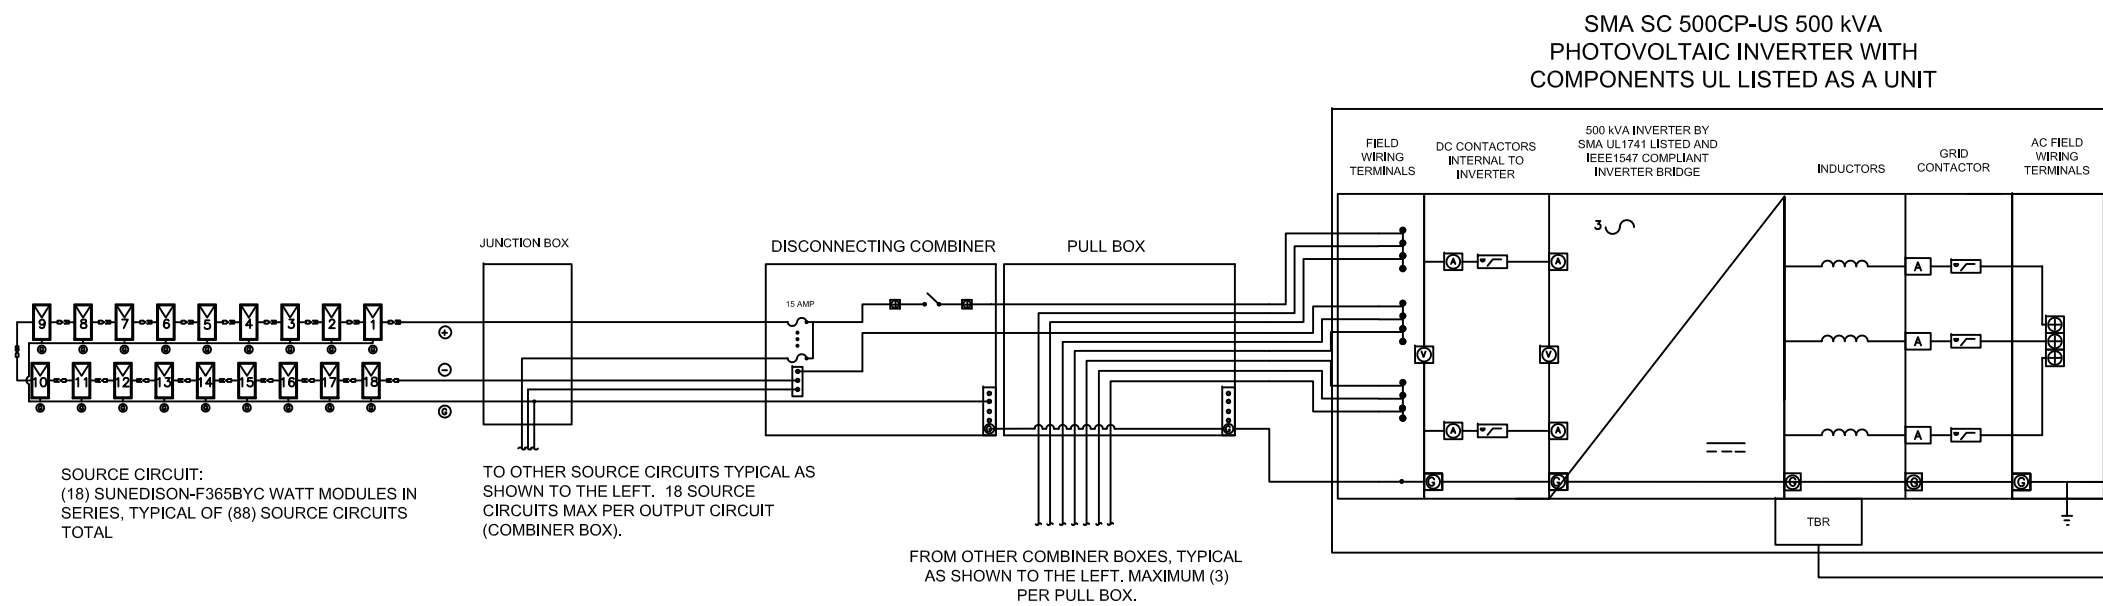 SMA SC 500CP-US 500 kVA
PHOTOVOLTAIC INVERTER WITH
COMPONENTS UL LISTED AS A UNIT
FIELD
WIRING
TERMINALS
DC CONTACTORS
INTERNAL TO
INVERTER
500 kVA INVERTER BY
SMA UL1741 LISTED AND
IEEE1547 COMPLIANT
INVERTER BRIDGE
INDUCTORS
GRID
CONTACTOR
AC FIELD
WIRING
TERMINALS
JUNCTION BOX
DISCONNECTING COMBINER
PULL BOX
15 AMP
9 8 7 6 5 4 3 2 1
G G G G G G G G G
10 11 12 13 14 15 16 17 18
G G G G G G G G G
G
G
G
3
A A
V V
A A
A
A
A
G G G G G
TBR
SOURCE CIRCUIT:
(18) SUNEDISON-F365BYC WATT MODULES IN
SERIES, TYPICAL OF (88) SOURCE CIRCUITS
TOTAL
TO OTHER SOURCE CIRCUITS TYPICAL AS
SHOWN TO THE LEFT. 18 SOURCE
CIRCUITS MAX PER OUTPUT CIRCUIT
(COMBINER BOX).
FROM OTHER COMBINER BOXES, TYPICAL
AS SHOWN TO THE LEFT. MAXIMUM (3)
PER PULL BOX.